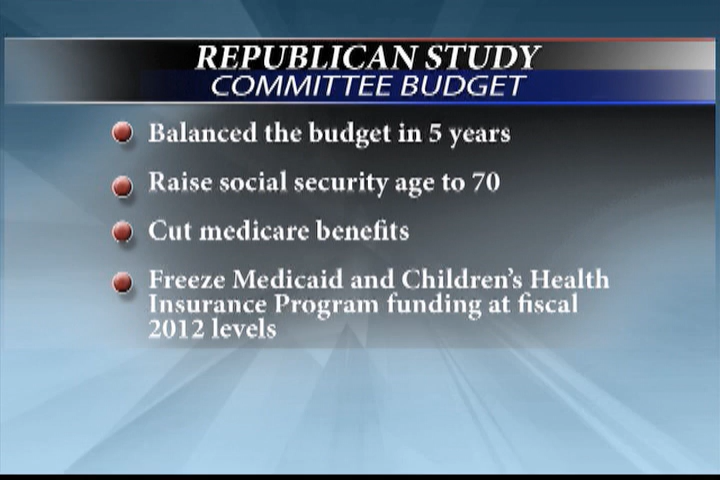 REPUBLICAN STUDY
COMMITTEE BUDGET
Balanced the budget in 5 years
Raise social security age to 70
Cut medicare benefits
Freeze Medicaid and Children's Health
Insurance Program funding at fiscal
2012 levels